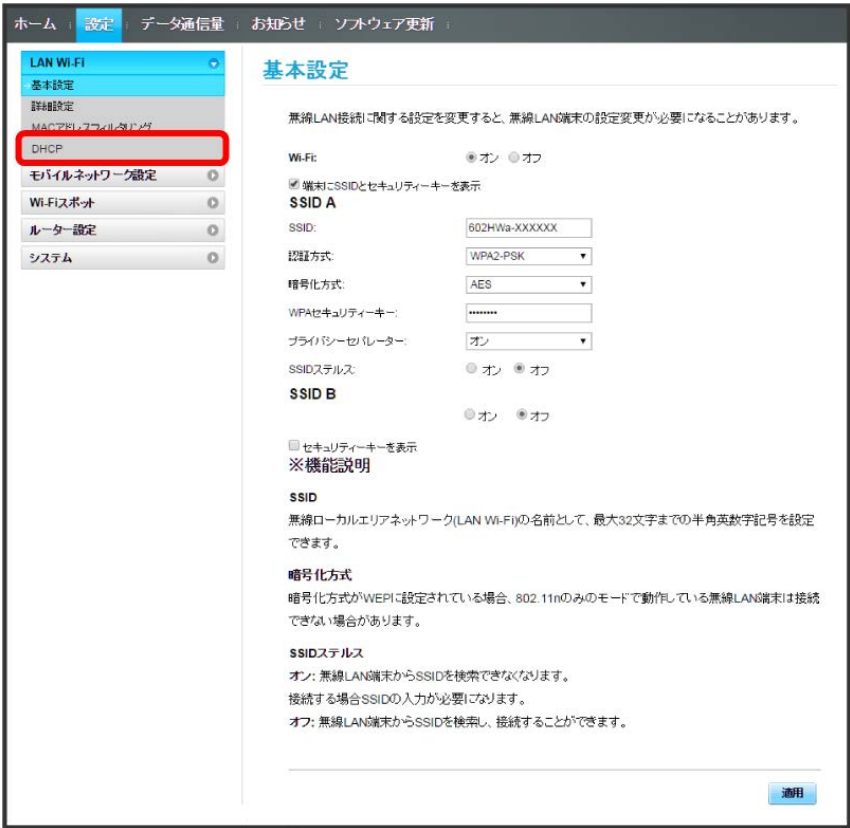 ホーム 設定 データ通信量 お知らせ ソフトウェア更新
LAN Wi-Fi
基本設定
詳細設定
MACアドレスフィルタリング
DHCP
モバイルネットワーク設定
Wi-Fiスポット
ルーター設定
システム
基本設定
無線LAN接続に関する設定を変更すると、無線LAN端末の設定変更が必要になることがあります。
Wi-Fi: オン オフ
端末にSSIDとセキュリティーキーを表示
SSID A
SSID: 602HWa-XXXXXX
認証方式: WPA2-PSK
暗号化方式: AES
WPAセキュリティーキー: ••••••••
プライバシーセパレーター: オン
SSIDステルス: オン オフ
SSID B
オン オフ
セキュリティーキーを表示
※機能説明
SSID
無線ローカルエリアネットワーク(LAN Wi-Fi)の名前として、最大32文字までの半角英数字記号を設定
できます。
暗号化方式
暗号化方式がWEPに設定されている場合、802.11nのみのモードで動作している無線LAN端末は接続
できない場合があります。
SSIDステルス
オン: 無線LAN端末からSSIDを検索できなくなります。
接続する場合SSIDの入力が必要になります。
オフ: 無線LAN端末からSSIDを検索し、接続することができます。
適用